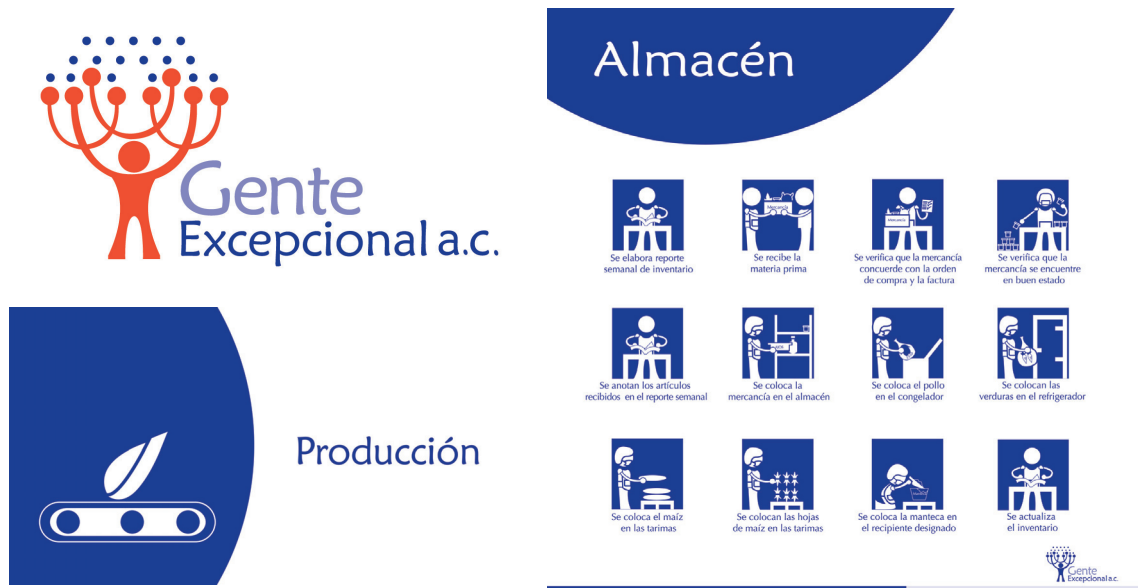 Gente
Excepcional a.c.
Producción
Almacén
Se elabora reporte
semanal de inventario
Se recibe la
materia prima
Se verifica que la mercancía
concuerde con la orden
de compra y la factura
Se verifica que la
mercancía se encuentre
en buen estado
Se anotan los artículos
recibidos en el reporte semanal
Se coloca la
mercancía en el almacén
Se coloca el pollo
en el congelador
Se colocan las
verduras en el refrigerador
Se coloca el maíz
en las tarimas
Se colocan las hojas
de maíz en las tarimas
Se coloca la manteca en
el recipiente designado
Se actualiza
el inventario
Gente
Excepcional a.c.